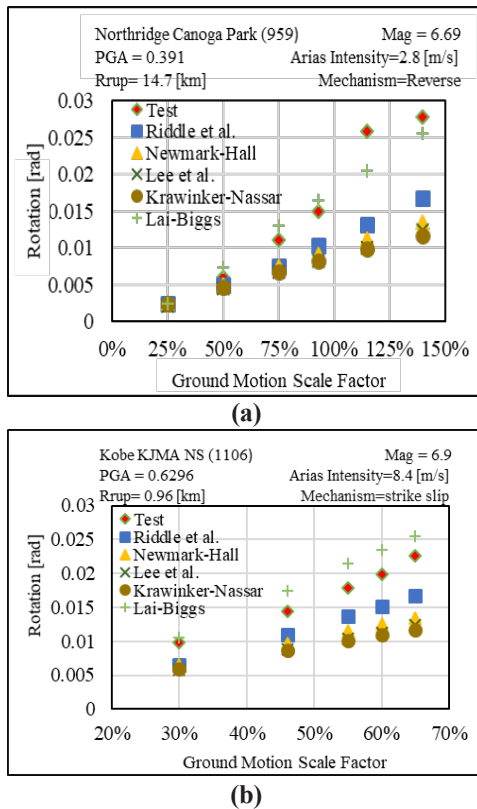 Northridge Canoga Park (959) Mag = 6.69
PGA = 0.391 Arias Intensity=2.8 [m/s]
Rrup= 14.7 [km] Mechanism=Reverse
Rotation [rad]
0.03
0.025
0.02
0.015
0.01
0.005
0
Test
Riddle et al.
Newmark-Hall
Lee et al.
Krawinker-Nassar
Lai-Biggs
0% 25% 50% 75% 100% 125% 150%
Ground Motion Scale Factor
(a)
Kobe KJMA NS (1106) Mag = 6.9
PGA = 0.6296 Arias Intensity=8.4 [m/s]
Rrup= 0.96 [km] Mechanism=strike slip
Rotation [rad]
0.03
0.025
0.02
0.015
0.01
0.005
0
Test
Riddle et al.
Newmark-Hall
Lee et al.
Krawinker-Nassar
Lai-Biggs
20% 30% 40% 50% 60% 70%
Ground Motion Scale Factor
(b)